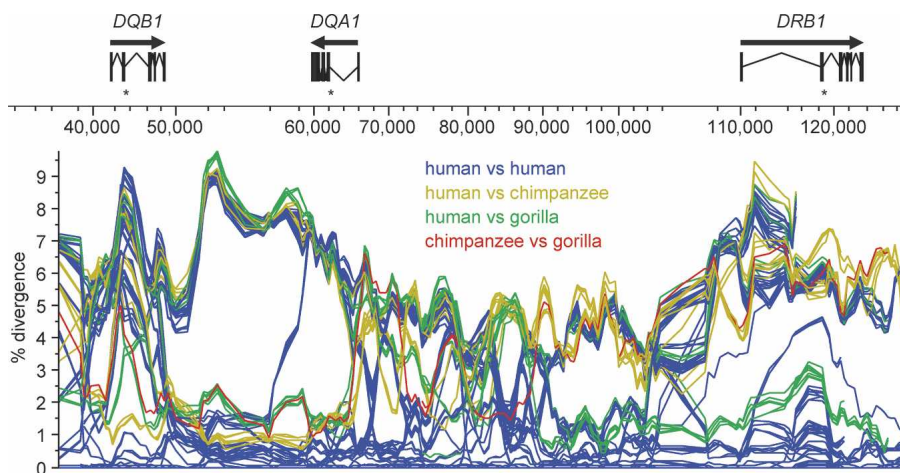 DQB1 DQA1 DRB1
* * *
40,000 50,000 60,000 70,000 80,000 90,000 100,000 110,000 120,000
human vs human
human vs chimpanzee
human vs gorilla
chimpanzee vs gorilla
% divergence
9
8
7
6
5
4
3
2
1
0